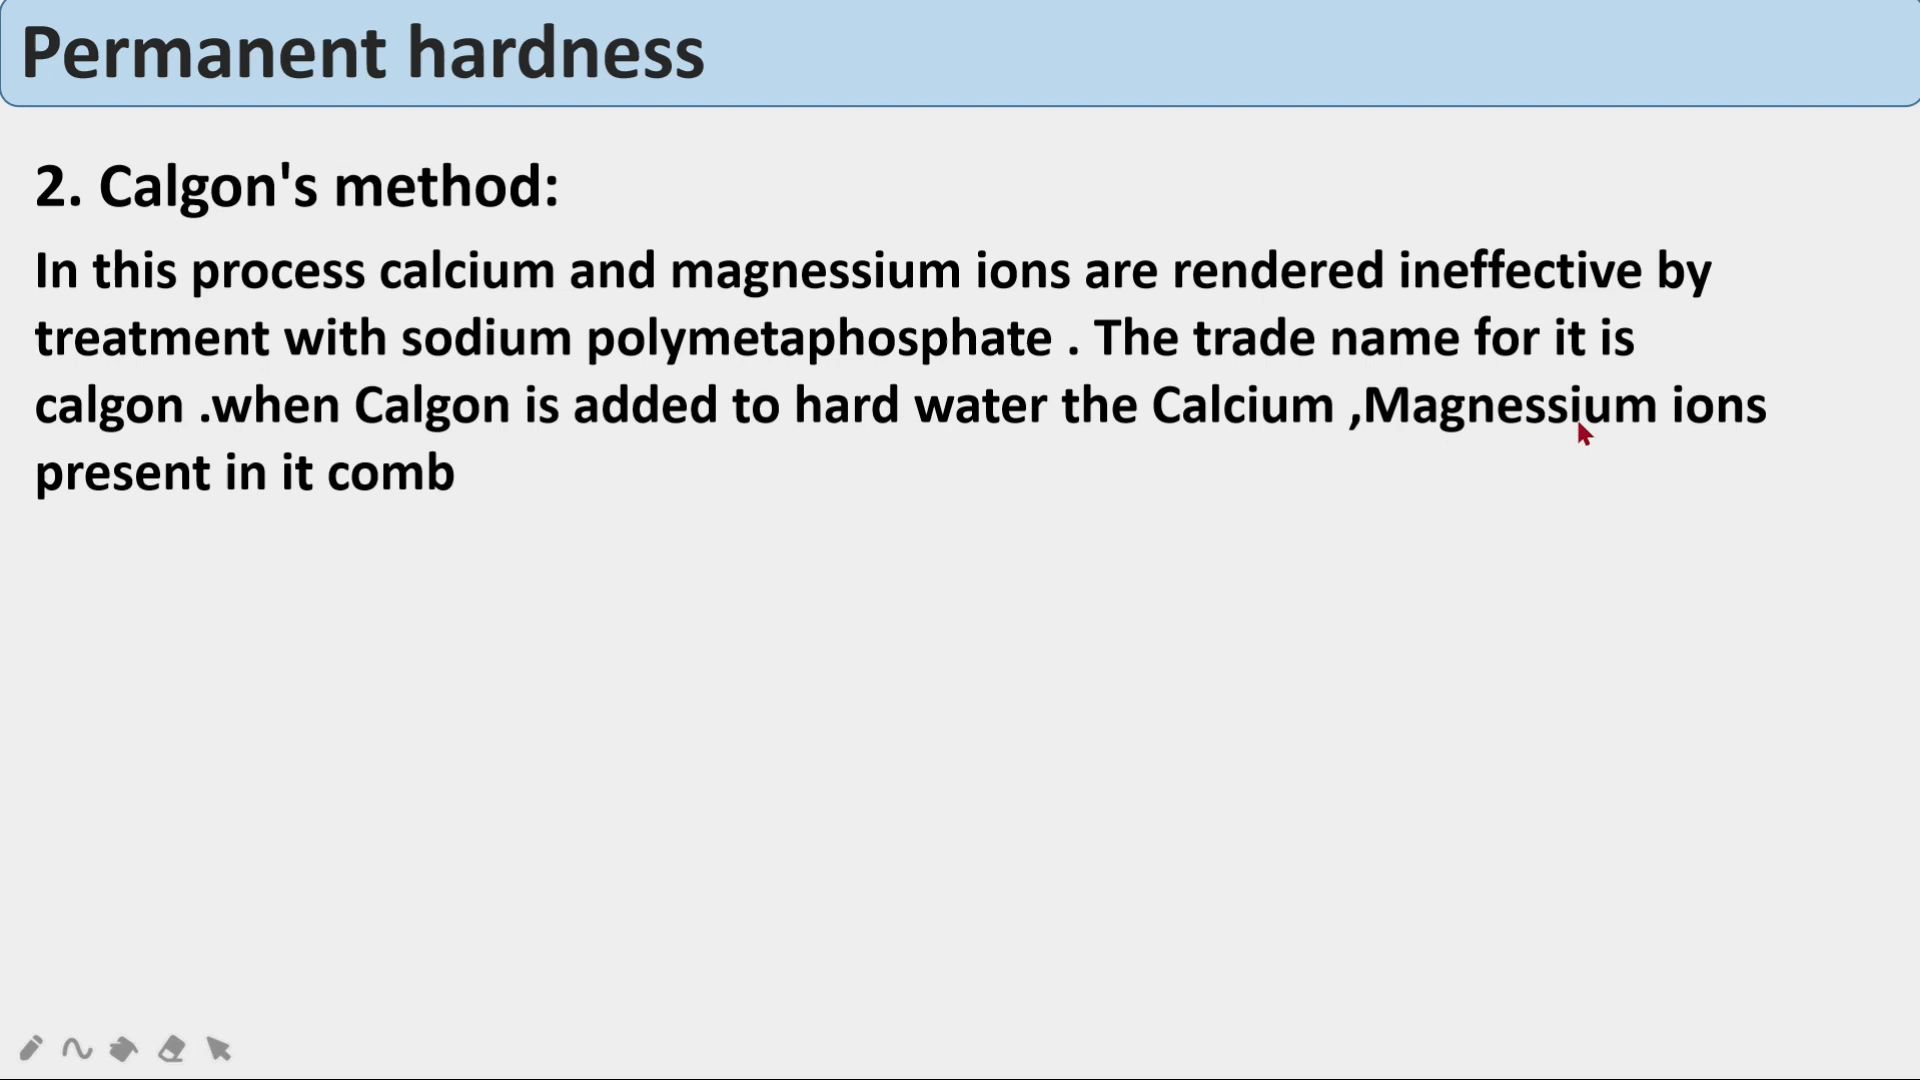 Permanent hardness
2. Calgon's method:
In this process calcium and magnessium ions are rendered ineffective by
treatment with sodium polymetaphosphate . The trade name for it is
calgon .when Calgon is added to hard water the Calcium ,Magnessium ions
present in it comb